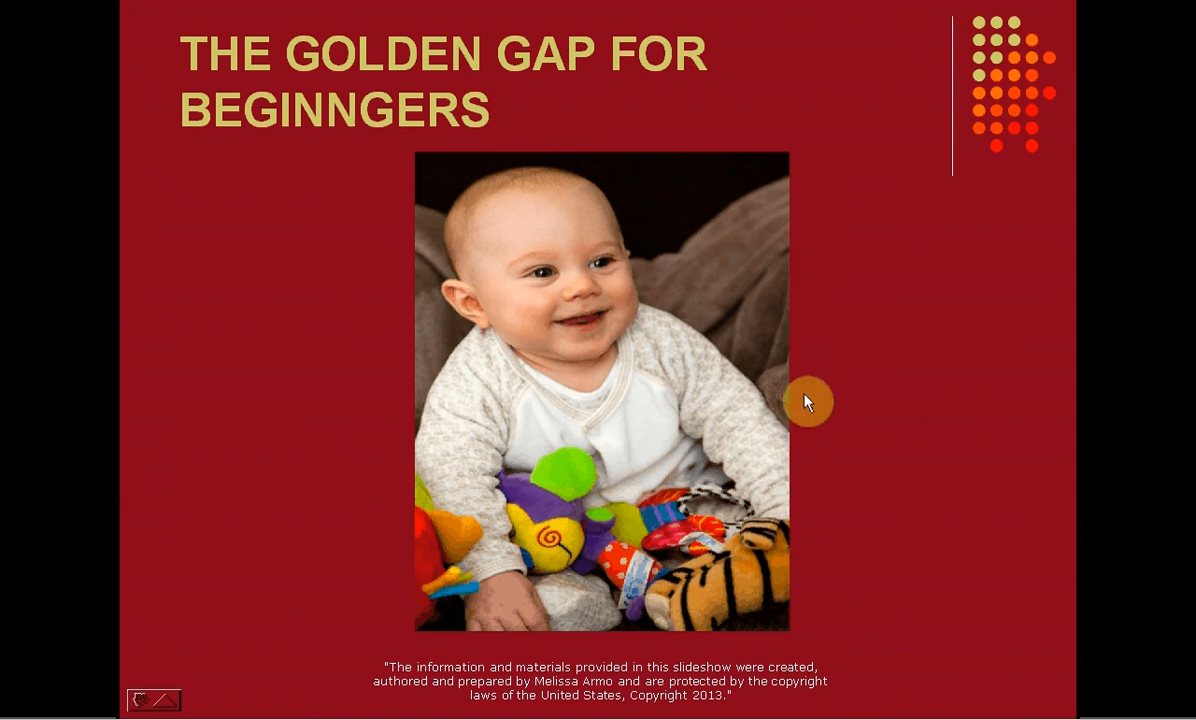 THE GOLDEN GAP FOR
BEGINNGERS
"The information and materials provided in this slideshow were created,
authored and prepared by Melissa Armo and are protected by the copyright
laws of the United States, Copyright 2013."